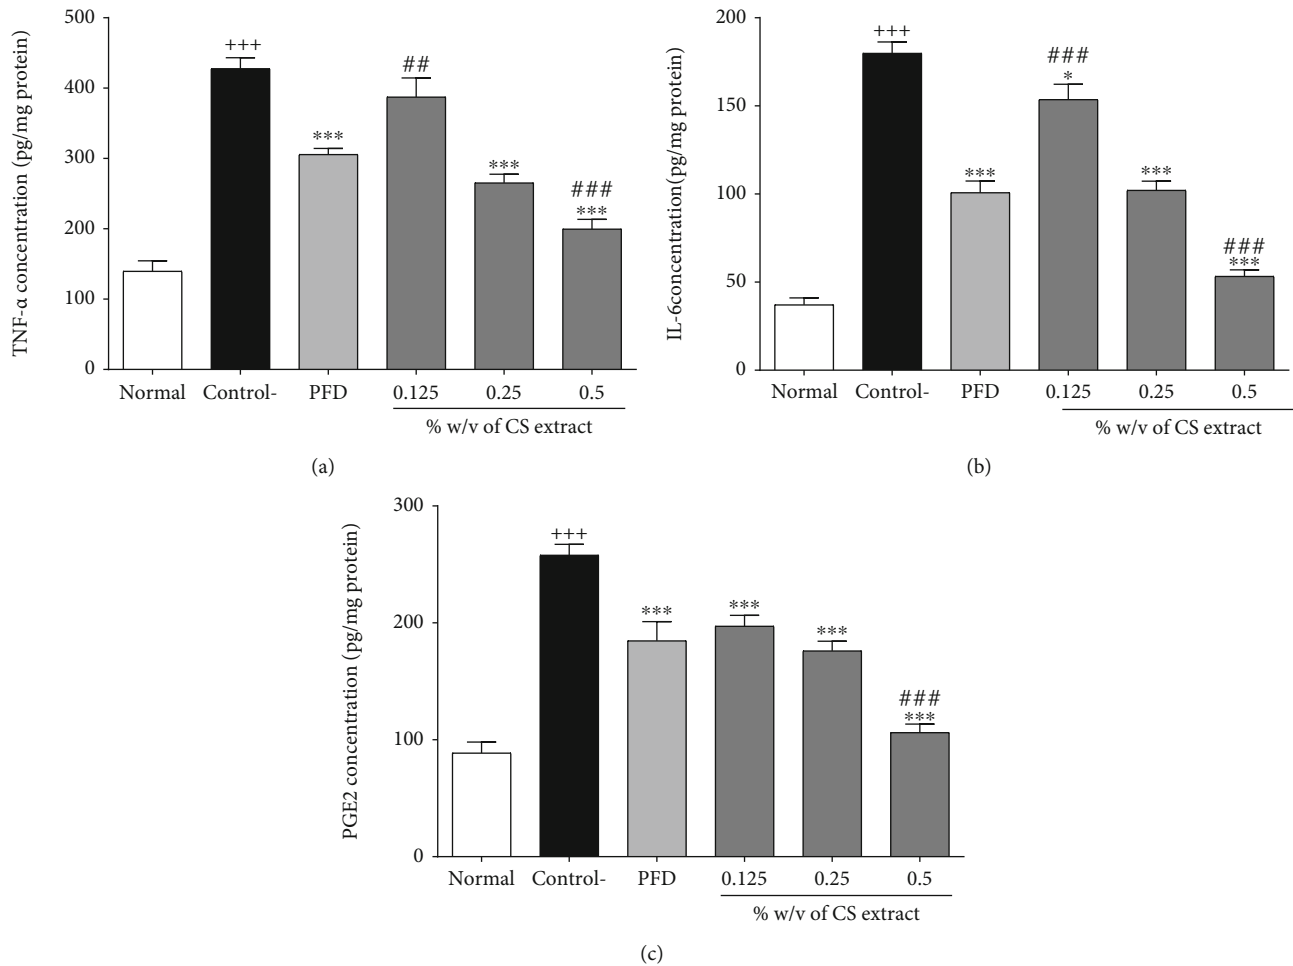 TNF-α concentration (pg/mg protein)
500
400
300
200
100
0
+++
***
##
***
###
***
Normal Control- PFD 0.125 0.25 0.5
% w/v of CS extract
(a)
IL-6concentration(pg/mg protein)
200
150
100
50
0
+++
***
###
*
***
###
***
Normal Control- PFD 0.125 0.25 0.5
% w/v of CS extract
(b)
PGE2 concentration (pg/mg protein)
300
200
100
0
+++
***
***
***
###
***
Normal Control- PFD 0.125 0.25 0.5
% w/v of CS extract
(c)